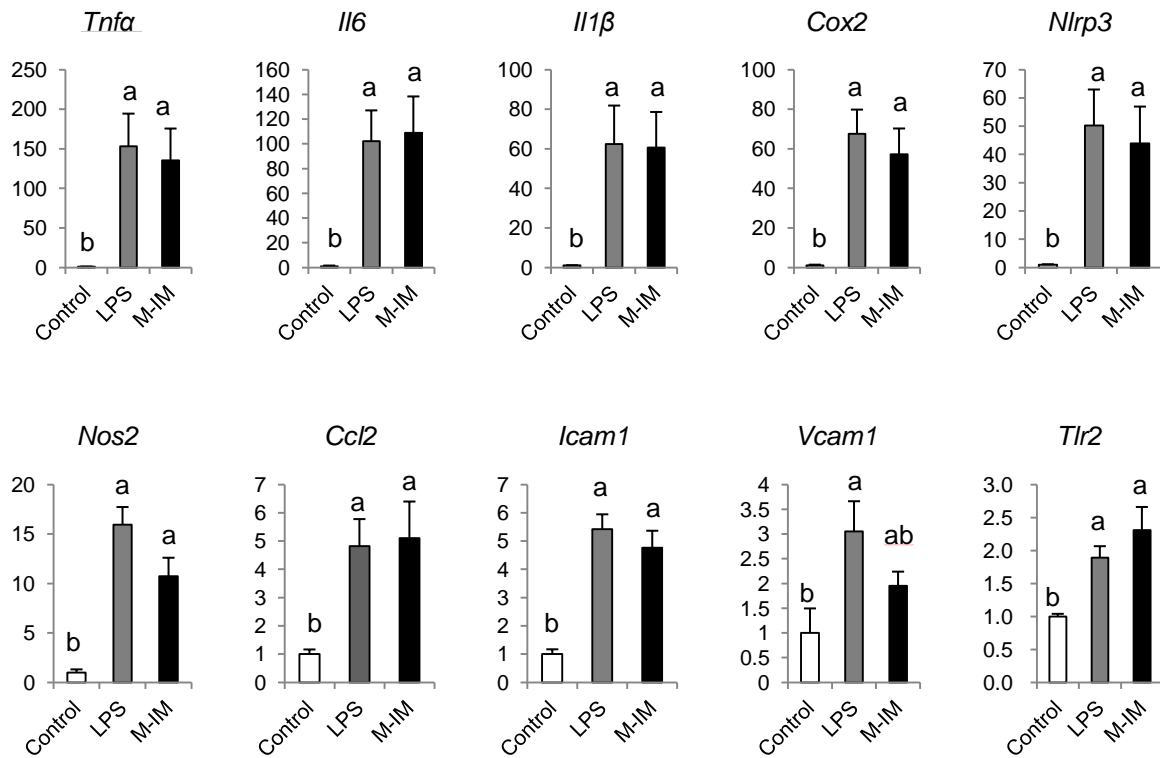 Tnfα
250
200
150
100
50
0
a
a
b
Control
LPS
M-IM
Il6
160
140
120
100
80
60
40
20
0
a
a
b
Control
LPS
M-IM
Il1β
100
80
60
40
20
0
a
a
b
Control
LPS
M-IM
Cox2
100
80
60
40
20
0
a
a
b
Control
LPS
M-IM
Nlrp3
70
60
50
40
30
20
10
0
a
a
b
Control
LPS
M-IM
Nos2
20
15
10
5
0
a
a
b
Control
LPS
M-IM
Ccl2
7
6
5
4
3
2
1
0
a
a
b
Control
LPS
M-IM
Icam1
7
6
5
4
3
2
1
0
a
a
b
Control
LPS
M-IM
Vcam1
4
3.5
3
2.5
2
1.5
1
0.5
0
a
ab
b
Control
LPS
M-IM
Tlr2
3.0
2.5
2.0
1.5
1.0
0.5
0.0
a
a
b
Control
LPS
M-IM